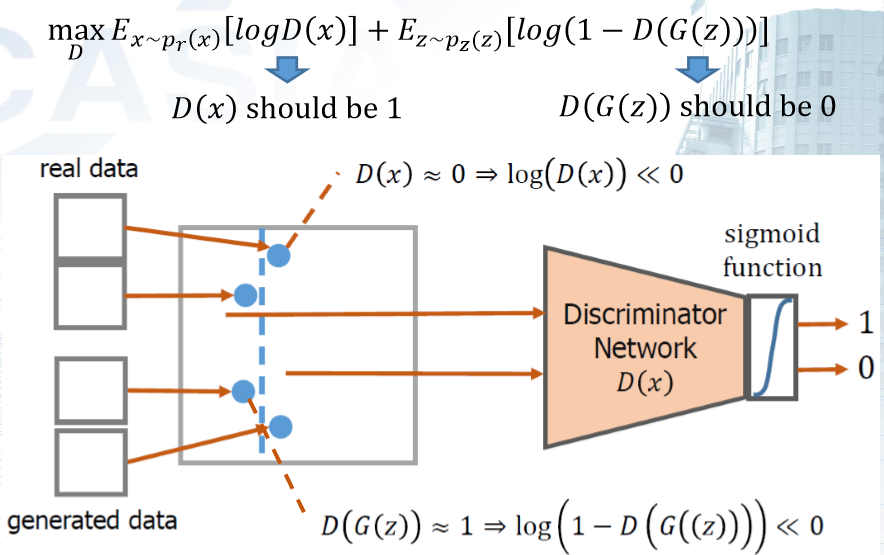 max E_{x~p_r(x)}[logD(x)] + E_{z~p_z(z)}[log(1 − D(G(z)))]
D
D(x) should be 1
D(G(z)) should be 0
real data
D(x) ≈ 0 ⇒ log(D(x)) ≪ 0
sigmoid
function
Discriminator
Network
D(x)
1
0
generated data
D(G(z)) ≈ 1 ⇒ log(1 − D(G((z)))) ≪ 0